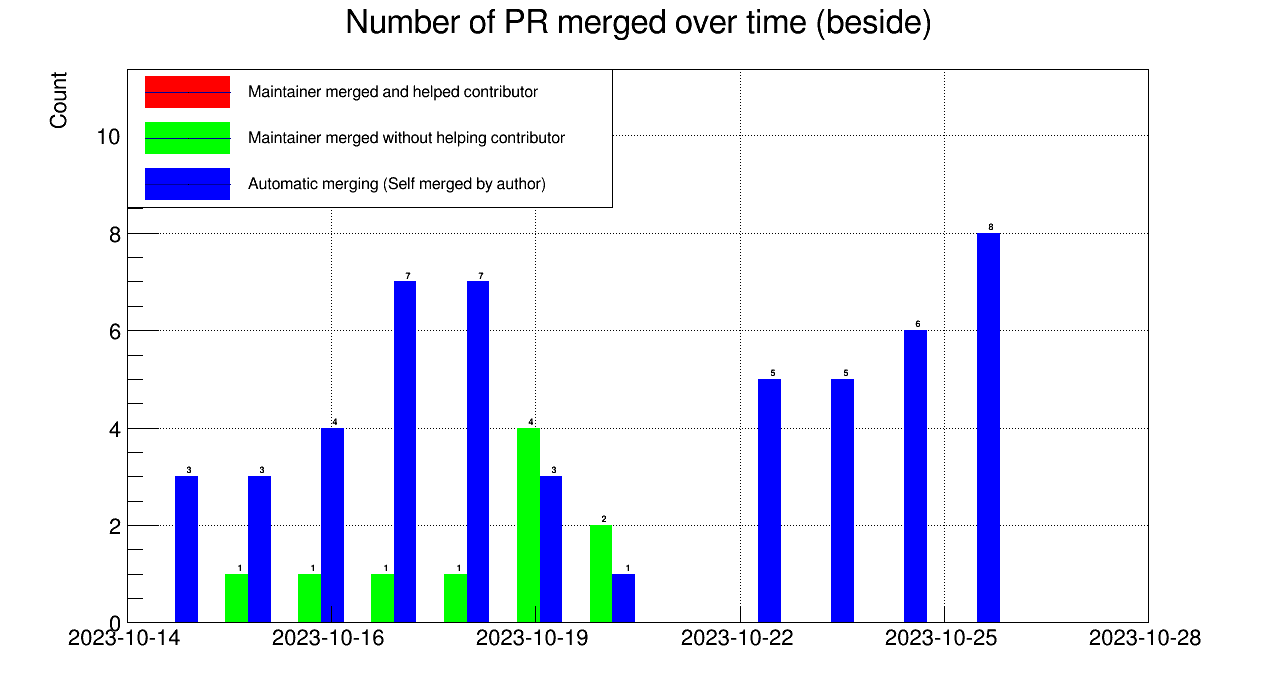 Number of PR merged over time (beside)
Count
Maintainer merged and helped contributor
Maintainer merged without helping contributor
Automatic merging (Self merged by author)
10
8
6
4
2
0
3
1 3
1 4
1 7
1 7
4 3
2 1
5
5
6
8
2023-10-14 2023-10-16 2023-10-19 2023-10-22 2023-10-25 2023-10-28